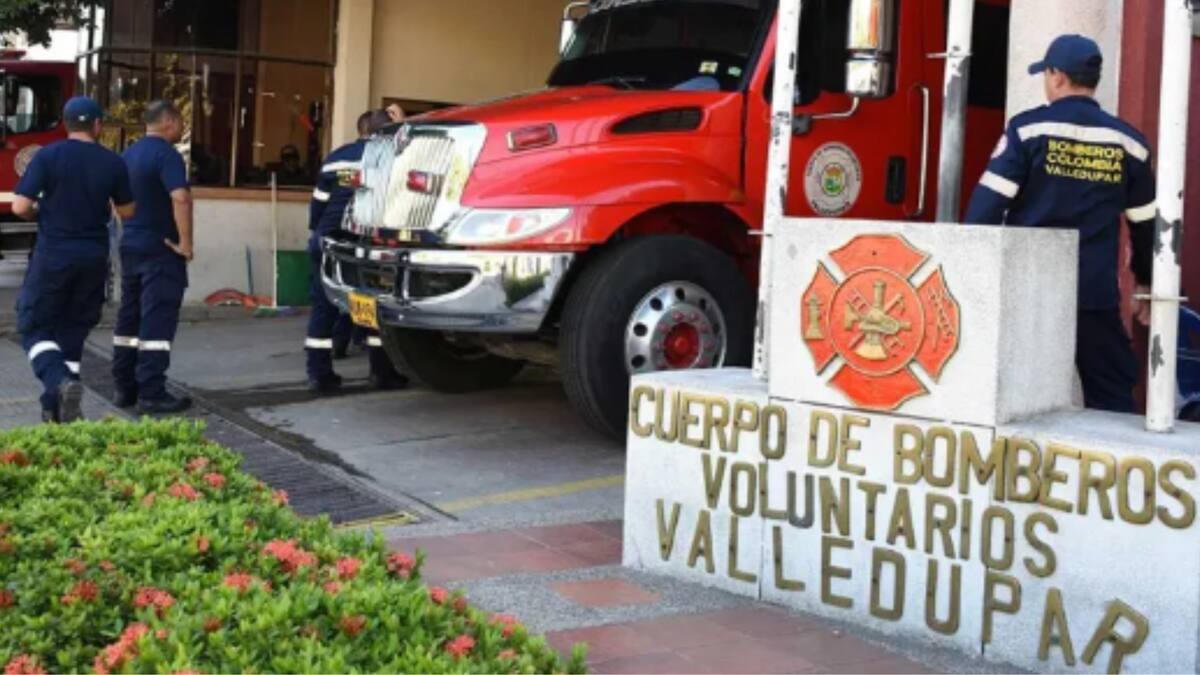 BOMBEROS
COLOMBIA
VALLEDUPAR
CUERPO DE BOMBEROS
VOLUNTARIOS
VALLEDUPAR